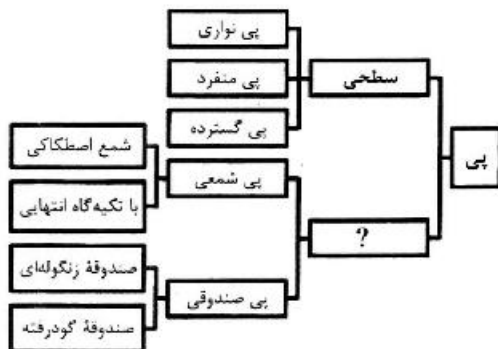 پی
سطحی
پی نواری
پی منفرد
پی گسترده
?
پی شمعی
شمع اصطکاکی
با تکیه‌گاه انتهایی
پی صندوقی
صندوقهٔ زنگوله‌ای
صندوقهٔ گودرفته